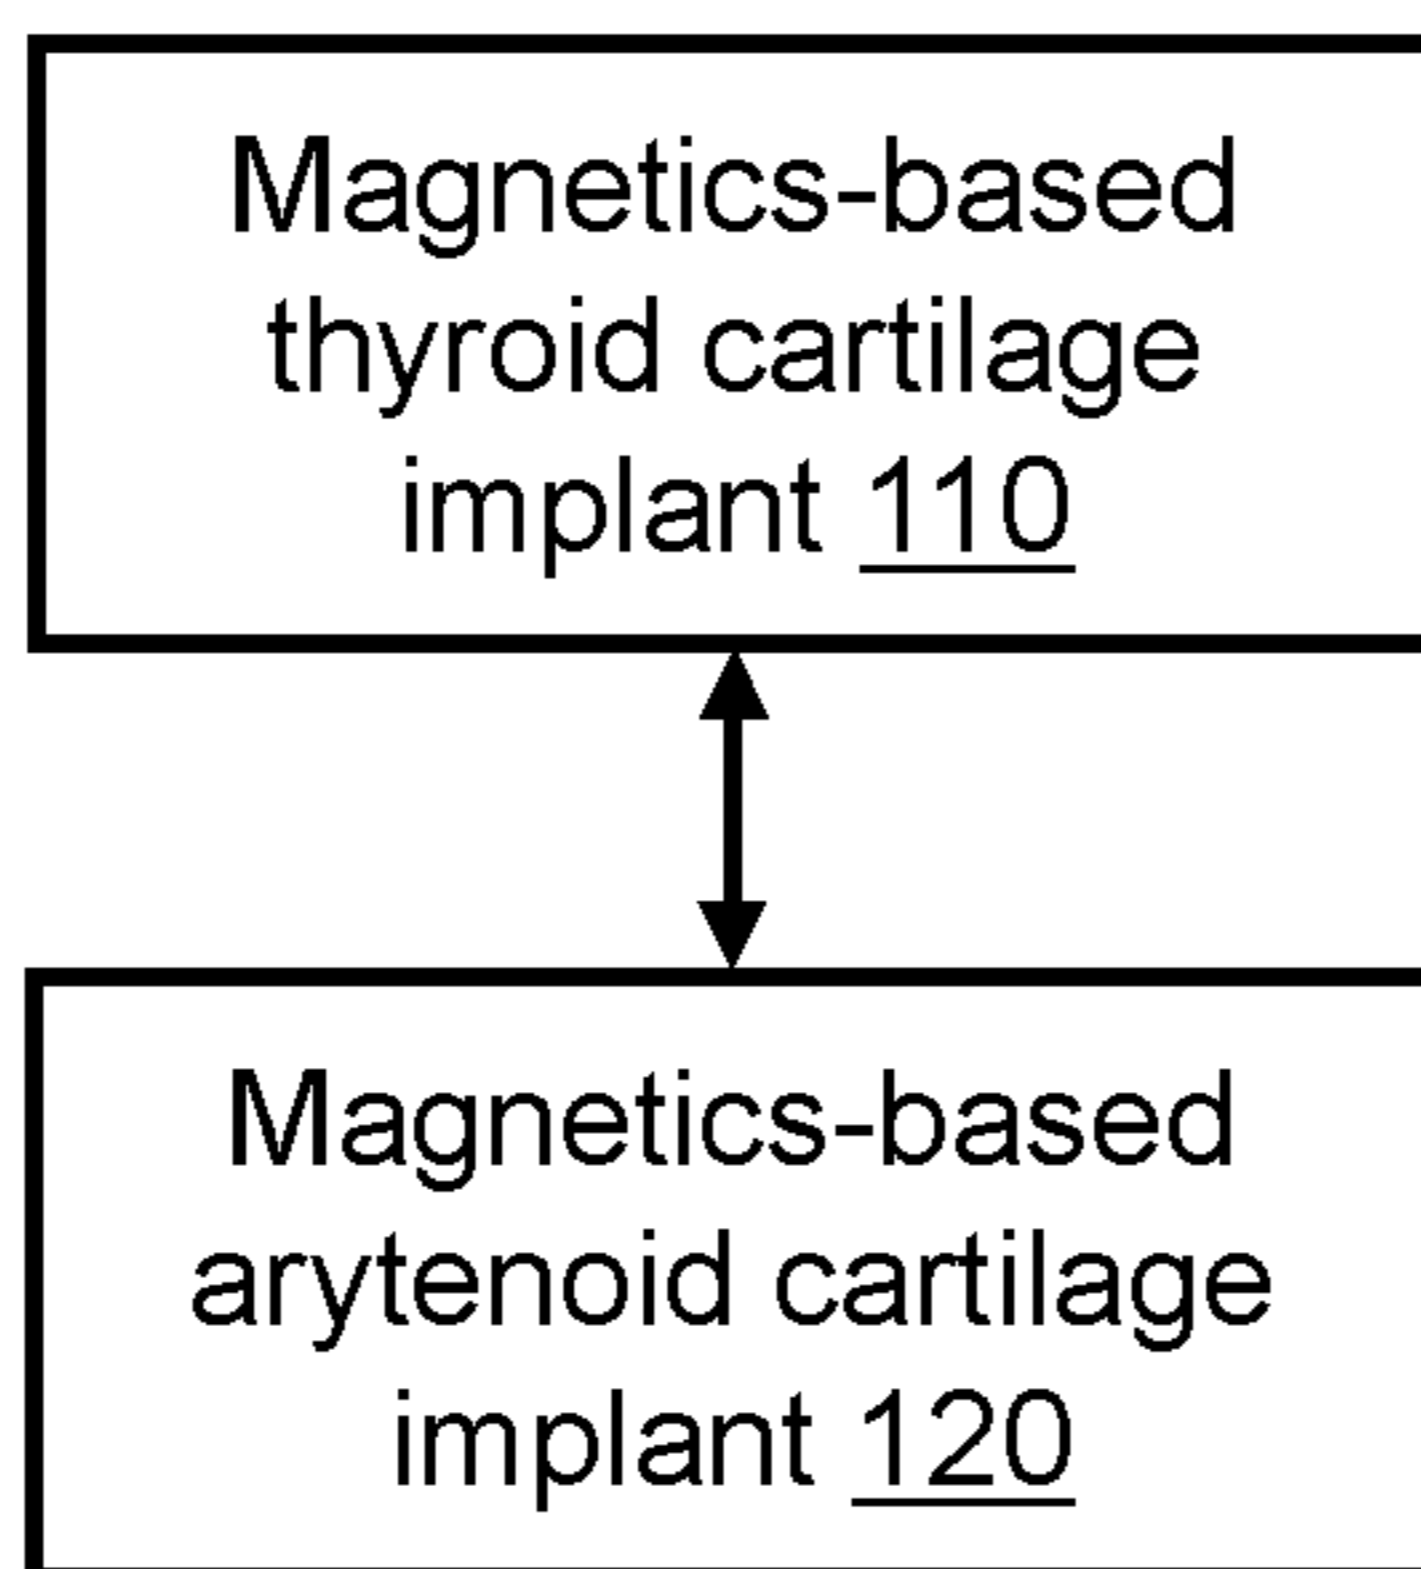 Magnetics-based
thyroid cartilage
implant 110
Magnetics-based
arytenoid cartilage
implant 120